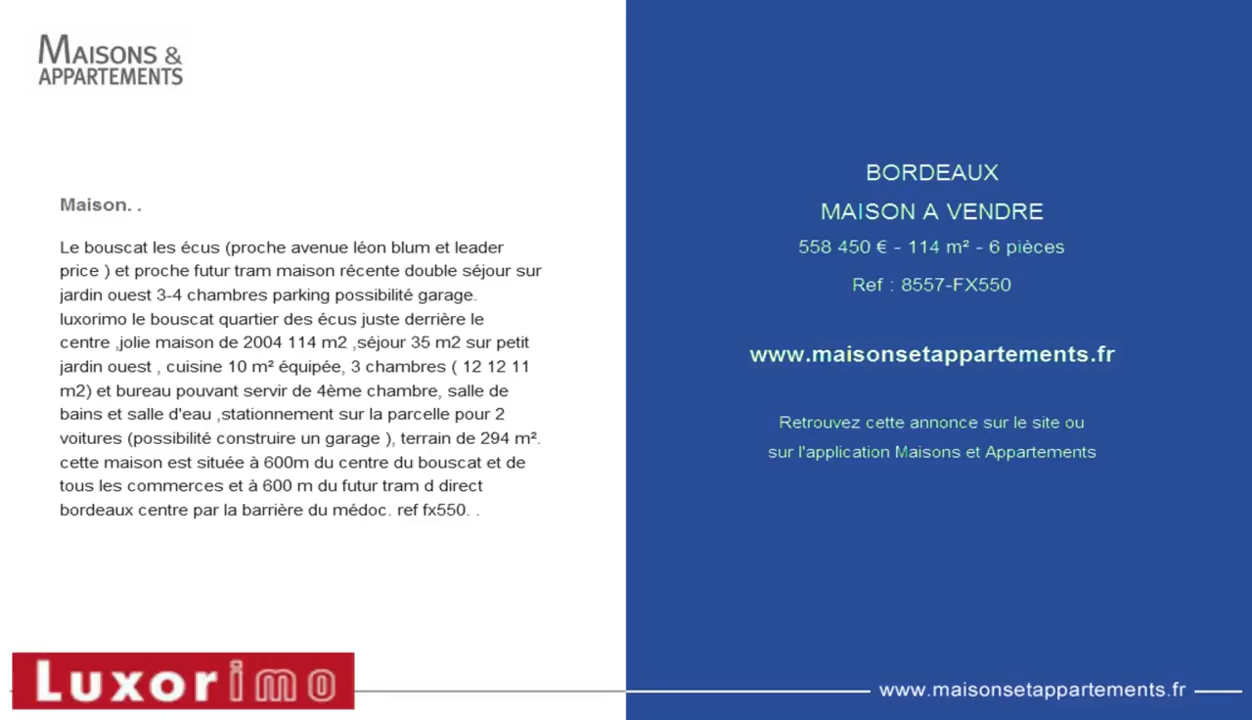 MAISONS &
APPARTEMENTS
Maison. .
Le bouscat les écus (proche avenue léon blum et leader
price ) et proche futur tram maison récente double séjour sur
jardin ouest 3-4 chambres parking possibilité garage.
luxorimo le bouscat quartier des écus juste derrière le
centre ,jolie maison de 2004 114 m2 ,séjour 35 m2 sur petit
jardin ouest , cuisine 10 m² équipée, 3 chambres ( 12 12 11
m2) et bureau pouvant servir de 4ème chambre, salle de
bains et salle d'eau ,stationnement sur la parcelle pour 2
voitures (possibilité construire un garage ), terrain de 294 m².
cette maison est située à 600m du centre du bouscat et de
tous les commerces et à 600 m du futur tram d direct
bordeaux centre par la barrière du médoc. ref fx550. .
Luxorimo
BORDEAUX
MAISON A VENDRE
558 450 € - 114 m² - 6 pièces
Ref : 8557-FX550
www.maisonsetappartements.fr
Retrouvez cette annonce sur le site ou
sur l'application Maisons et Appartements
www.maisonsetappartements.fr